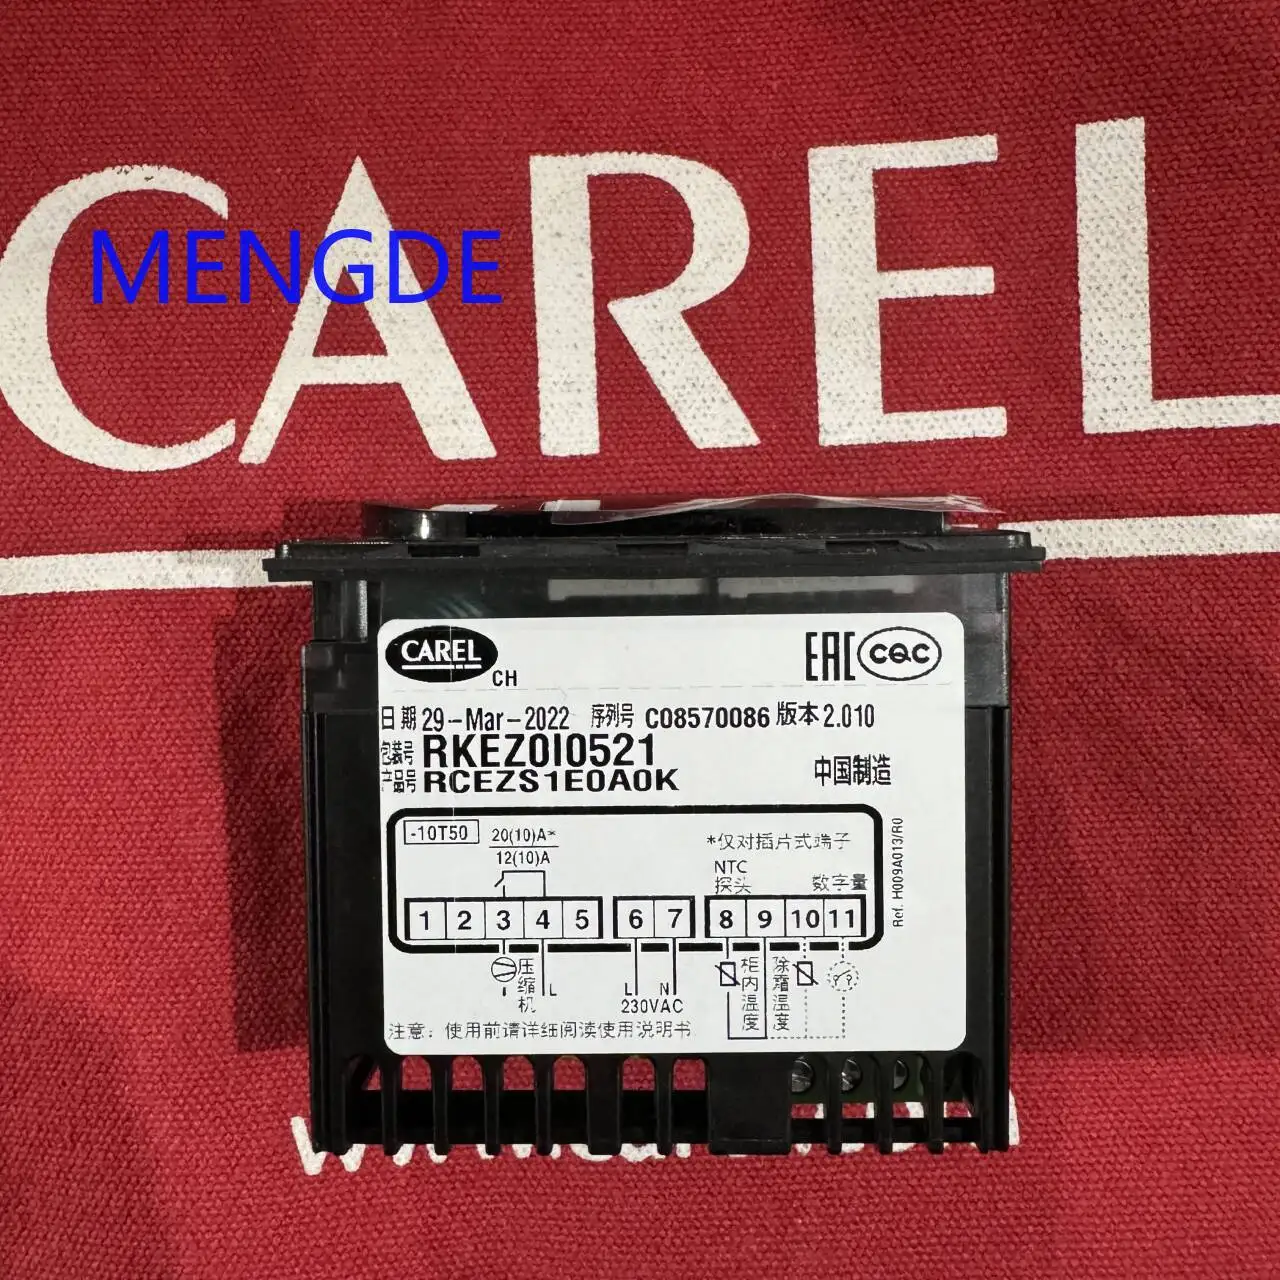 CAREL
MENGDE
CAREL
CH
EAC
CQC
日期 29-Mar-2022 序列号 C08570086 版本 2.010
包装号 RKEZ0I0521
产品号 RCEZS1E0A0K
中国制造
-10T50
20(10)A*
12(10)A
*仅对插片式端子
NTC
探头
数字量
1 2 3 4 5 6 7 8 9 10 11
压缩机
L
L N
230VAC
柜内温度
除霜温度
注意：使用前请详细阅读使用说明书
Ref. H009A013/R0